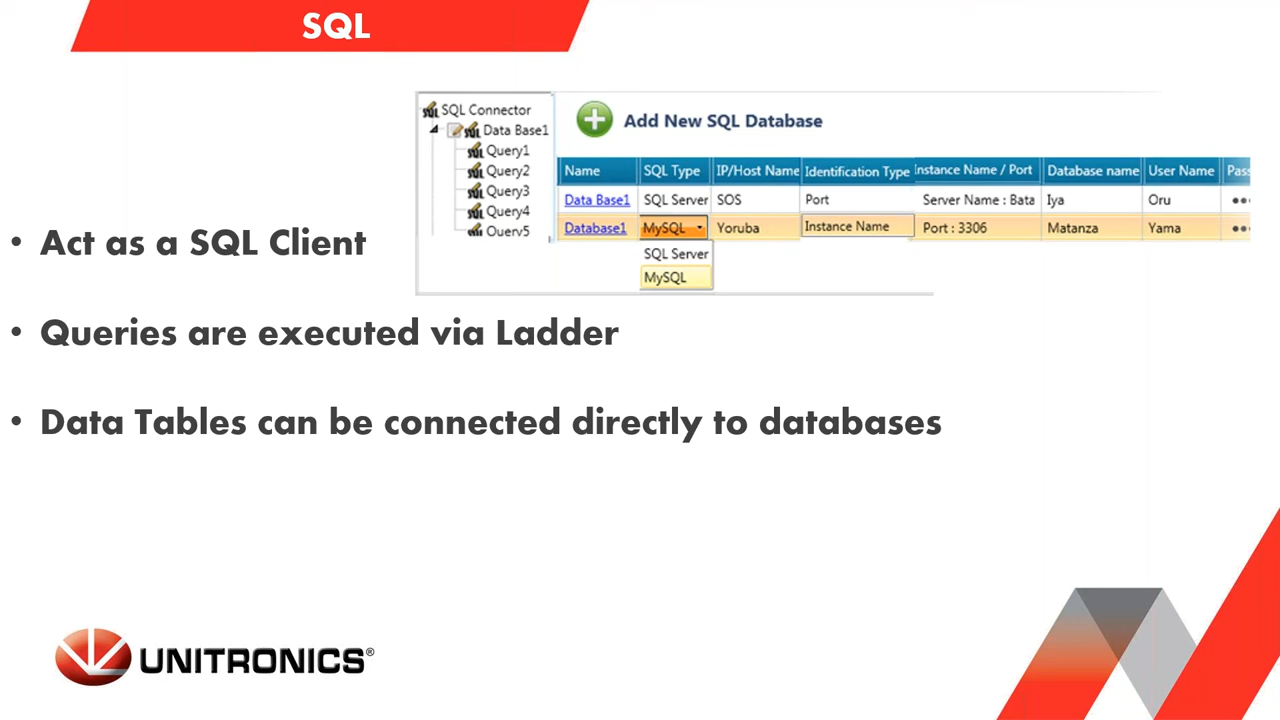 SQL
SQL Connector
Data Base1
Query1
Query2
Query3
Query4
Query5
Add New SQL Database
Name SQL Type IP/Host Name Identification Type Instance Name / Port Database name User Name Pass
Data Base1 SQL Server SOS Port Server Name : Bata Iya Oru
Database1 MySQL Yoruba Instance Name Port : 3306 Matanza Yama
SQL Server
MySQL
• Act as a SQL Client
• Queries are executed via Ladder
• Data Tables can be connected directly to databases
UNITRONICS®